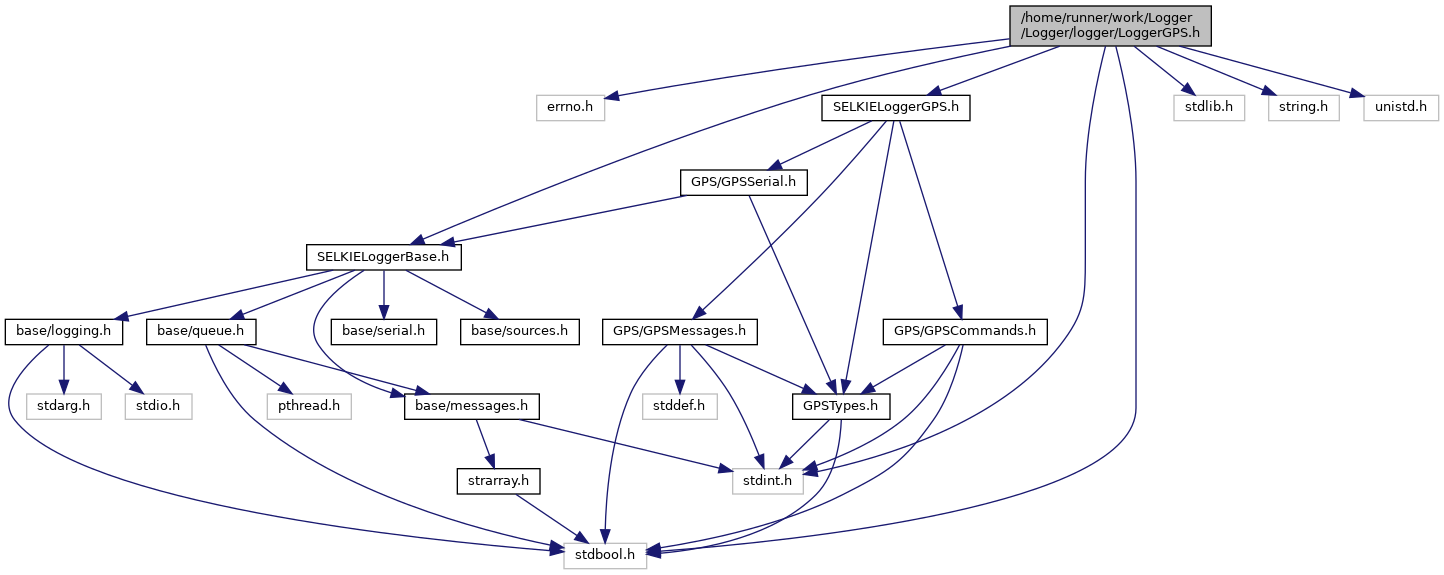 /home/runner/work/Logger
/Logger/logger/LoggerGPS.h
errno.h
SELKIELoggerGPS.h
stdlib.h
string.h
unistd.h
GPS/GPSSerial.h
SELKIELoggerBase.h
base/logging.h
base/queue.h
base/serial.h
base/sources.h
GPS/GPSMessages.h
GPS/GPSCommands.h
stdarg.h
stdio.h
pthread.h
base/messages.h
stddef.h
GPSTypes.h
strarray.h
stdint.h
stdbool.h